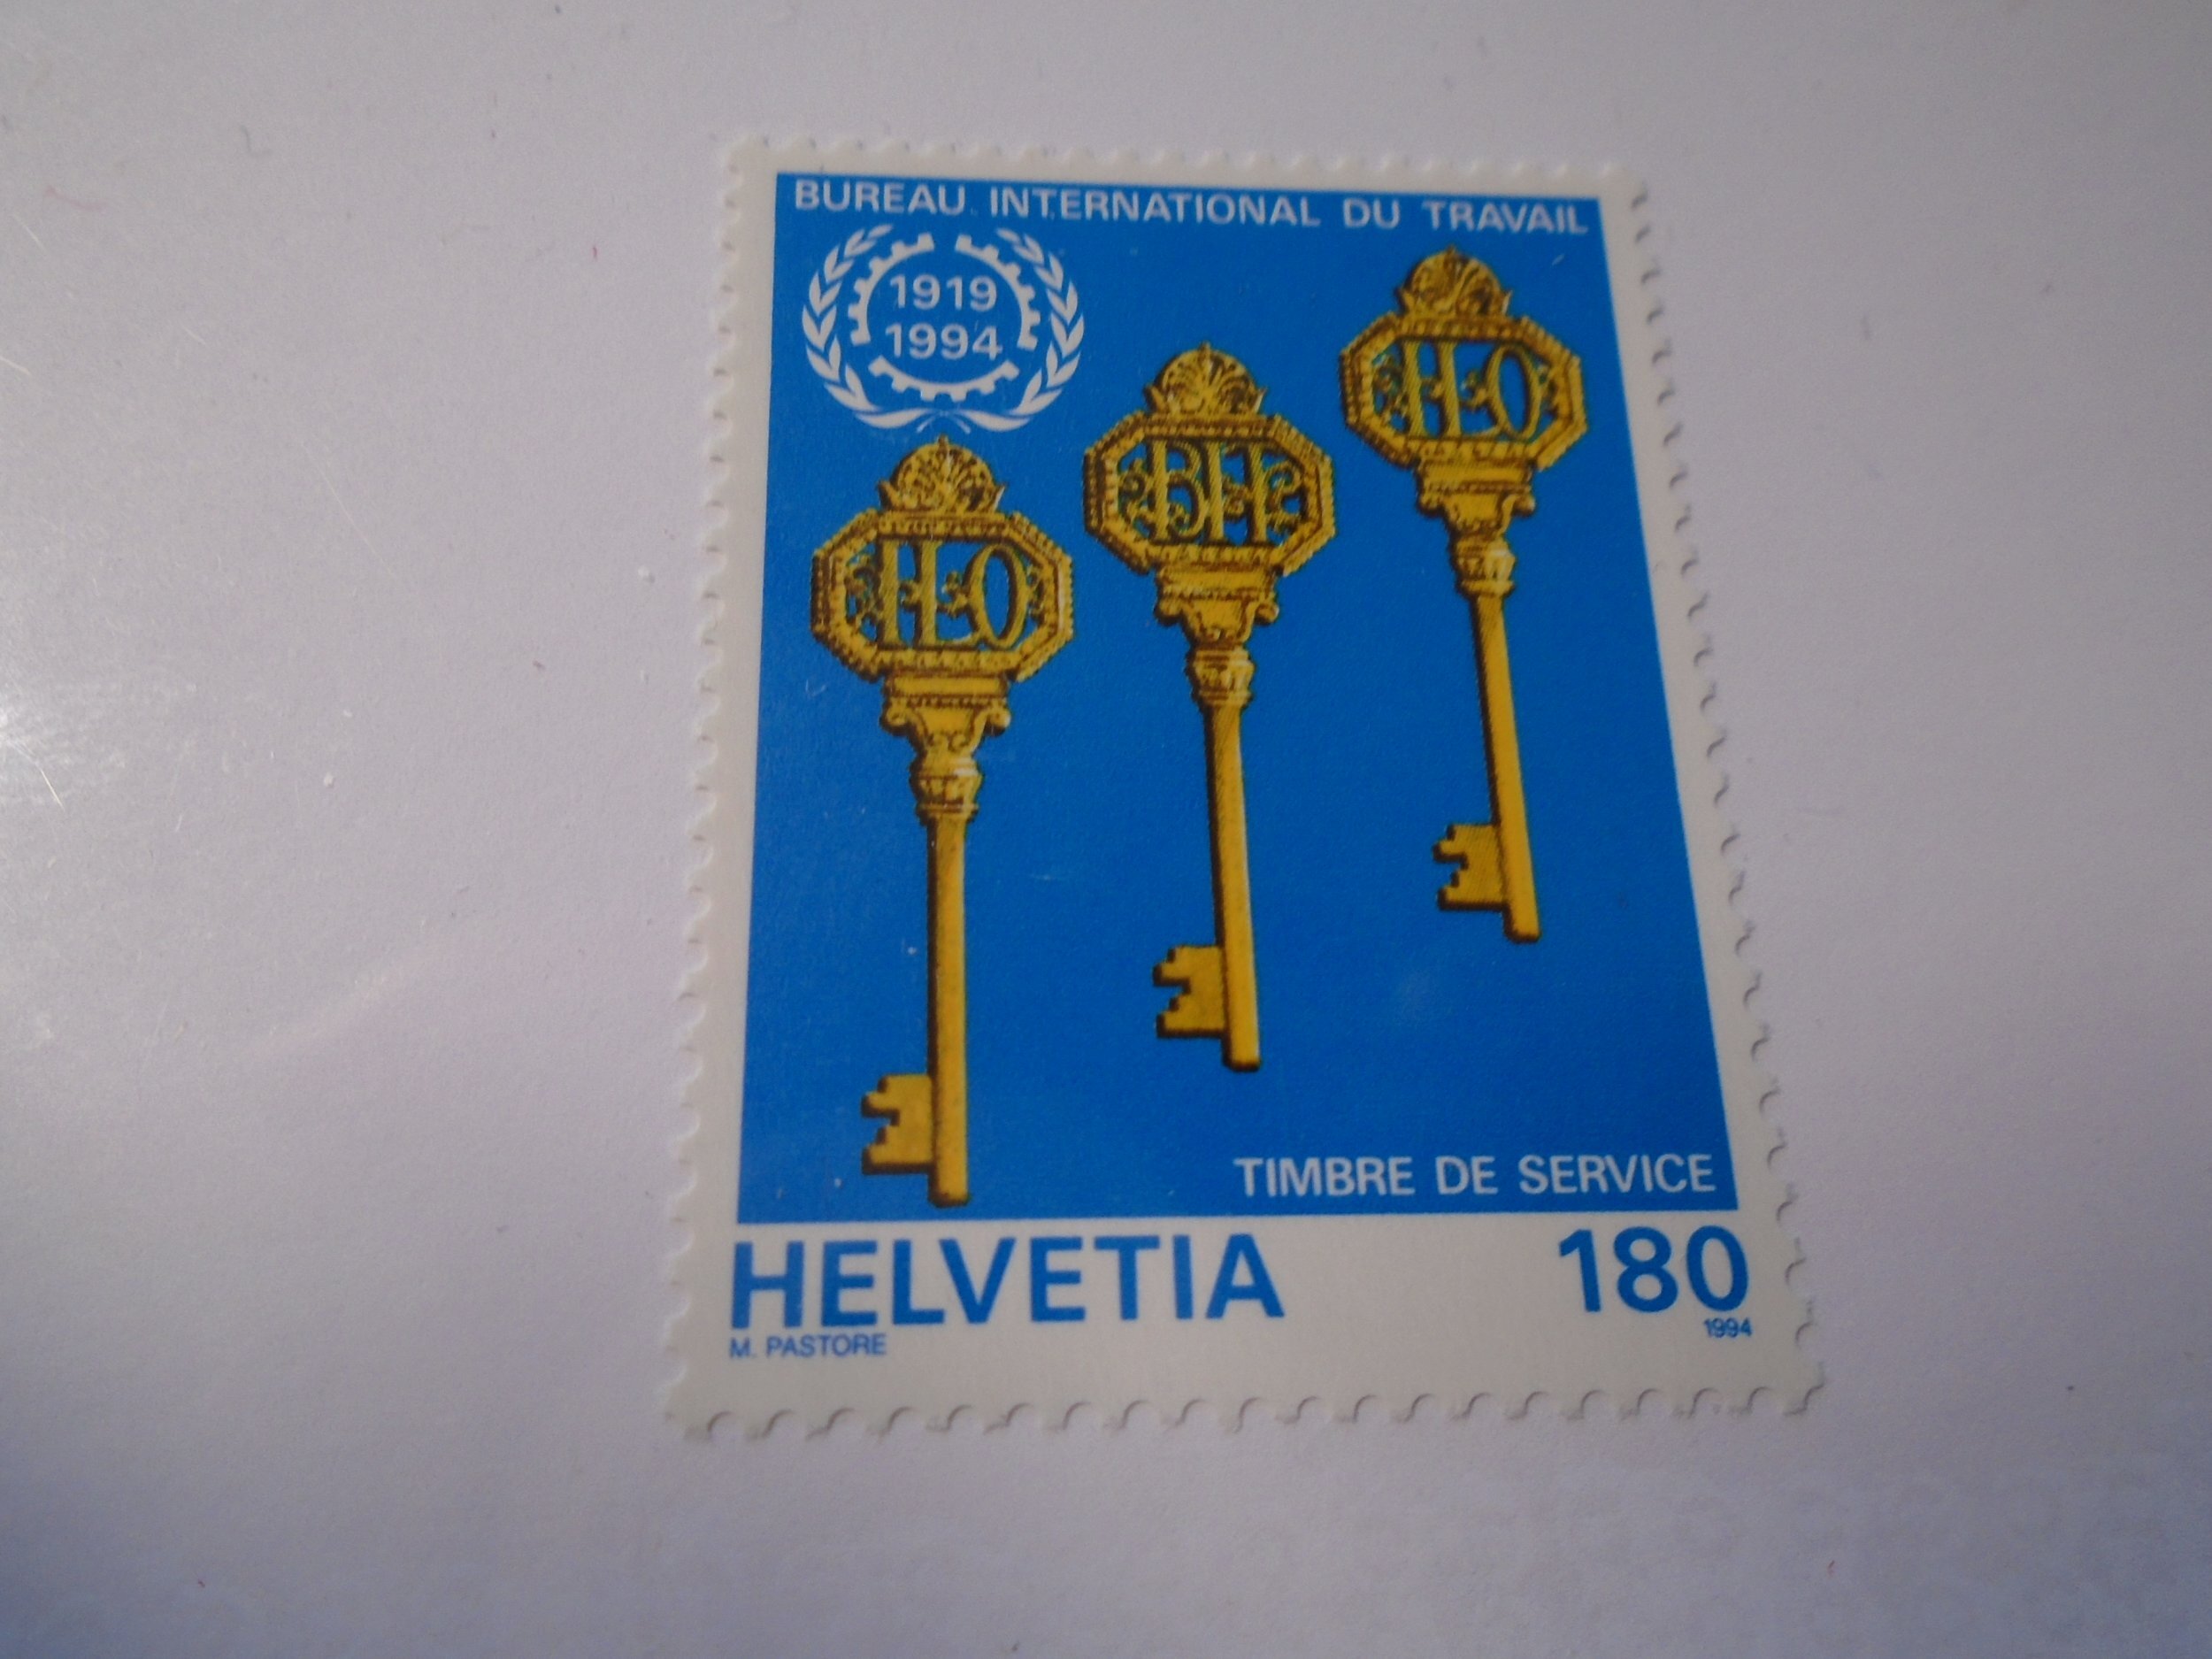 BUREAU INTERNATIONAL DU TRAVAIL
1919
1994
ILO
BIT
ILO
TIMBRE DE SERVICE
HELVETIA 180
M. PASTORE 1994